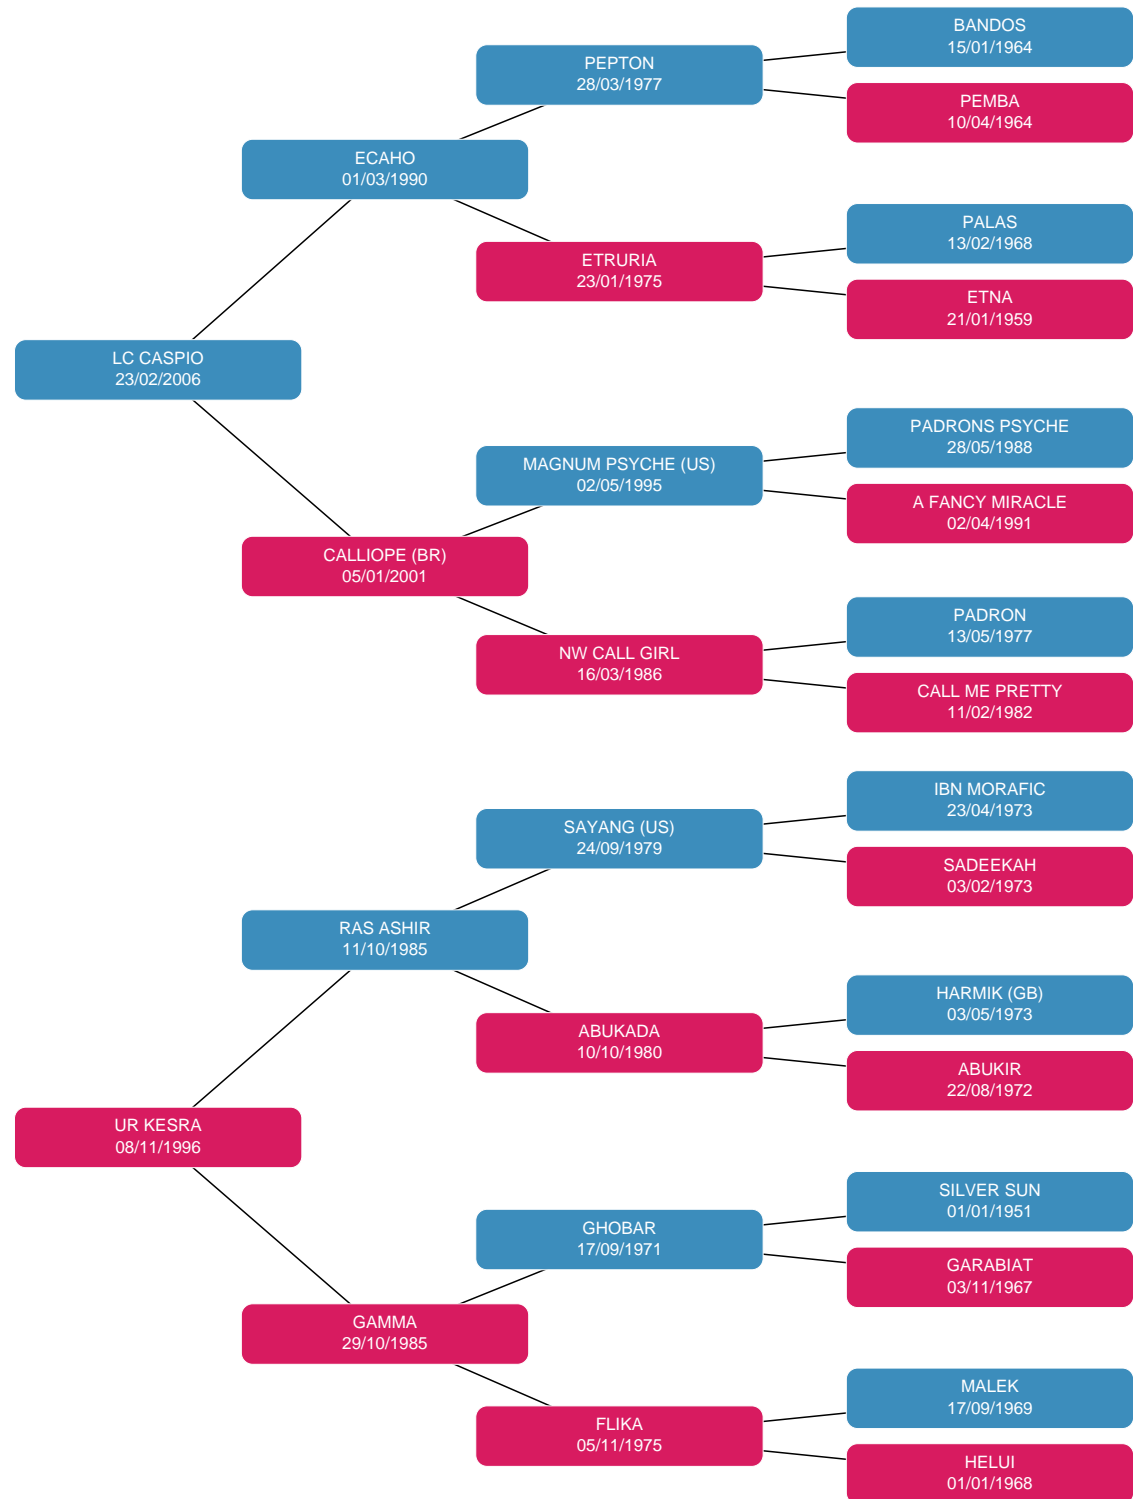 BANDOS
15/01/1964
PEPTON
28/03/1977
PEMBA
10/04/1964
ECAHO
01/03/1990
PALAS
13/02/1968
ETRURIA
23/01/1975
ETNA
21/01/1959
LC CASPIO
23/02/2006
PADRONS PSYCHE
28/05/1988
MAGNUM PSYCHE (US)
02/05/1995
A FANCY MIRACLE
02/04/1991
CALLIOPE (BR)
05/01/2001
PADRON
13/05/1977
NW CALL GIRL
16/03/1986
CALL ME PRETTY
11/02/1982
IBN MORAFIC
23/04/1973
SAYANG (US)
24/09/1979
SADEEKAH
03/02/1973
RAS ASHIR
11/10/1985
HARMIK (GB)
03/05/1973
ABUKADA
10/10/1980
ABUKIR
22/08/1972
UR KESRA
08/11/1996
SILVER SUN
01/01/1951
GHOBAR
17/09/1971
GARABIAT
03/11/1967
GAMMA
29/10/1985
MALEK
17/09/1969
FLIKA
05/11/1975
HELUI
01/01/1968